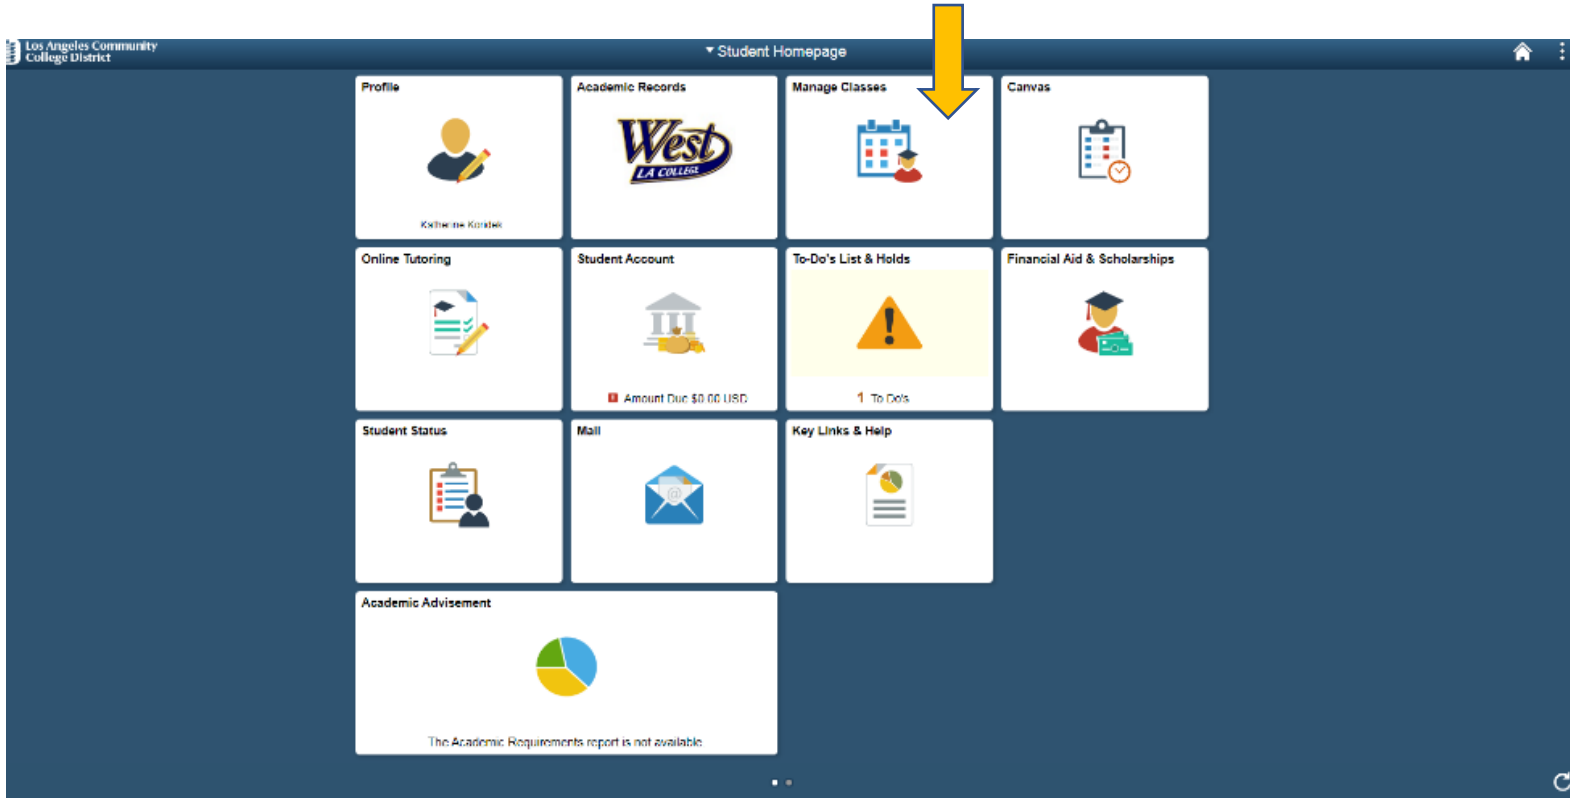 Los Angeles Community
College District
Student Homepage
Profile
Academic Records
Manage Classes
Canvas
West
LA COLLEGE
Katherine Kondek
Online Tutoring
Student Account
To-Do's List & Holds
Financial Aid & Scholarships
Amount Due $0.00 USD
1 To Do's
Student Status
Mail
Key Links & Help
Academic Advisement
The Academic Requirements report is not available